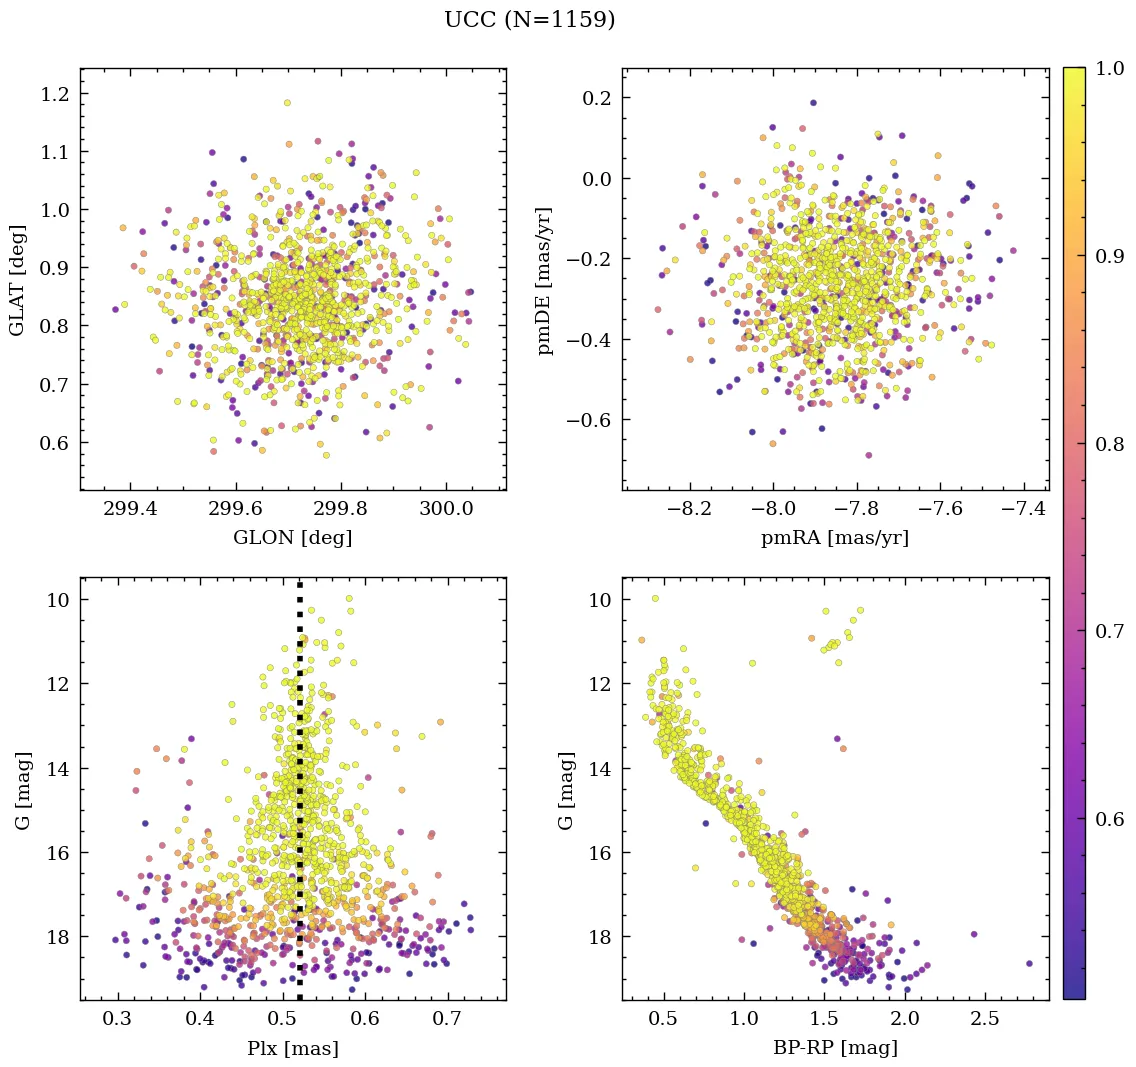 UCC (N=1159)
1.2
1.1
1.0
0.9
0.8
0.7
0.6
GLAT [deg]
299.4 299.6 299.8 300.0
GLON [deg]
0.2
0.0
−0.2
−0.4
−0.6
pmDE [mas/yr]
−8.2 −8.0 −7.8 −7.6 −7.4
pmRA [mas/yr]
1.0
0.9
0.8
0.7
0.6
10
12
14
16
18
G [mag]
0.3 0.4 0.5 0.6 0.7
Plx [mas]
10
12
14
16
18
G [mag]
0.5 1.0 1.5 2.0 2.5
BP-RP [mag]